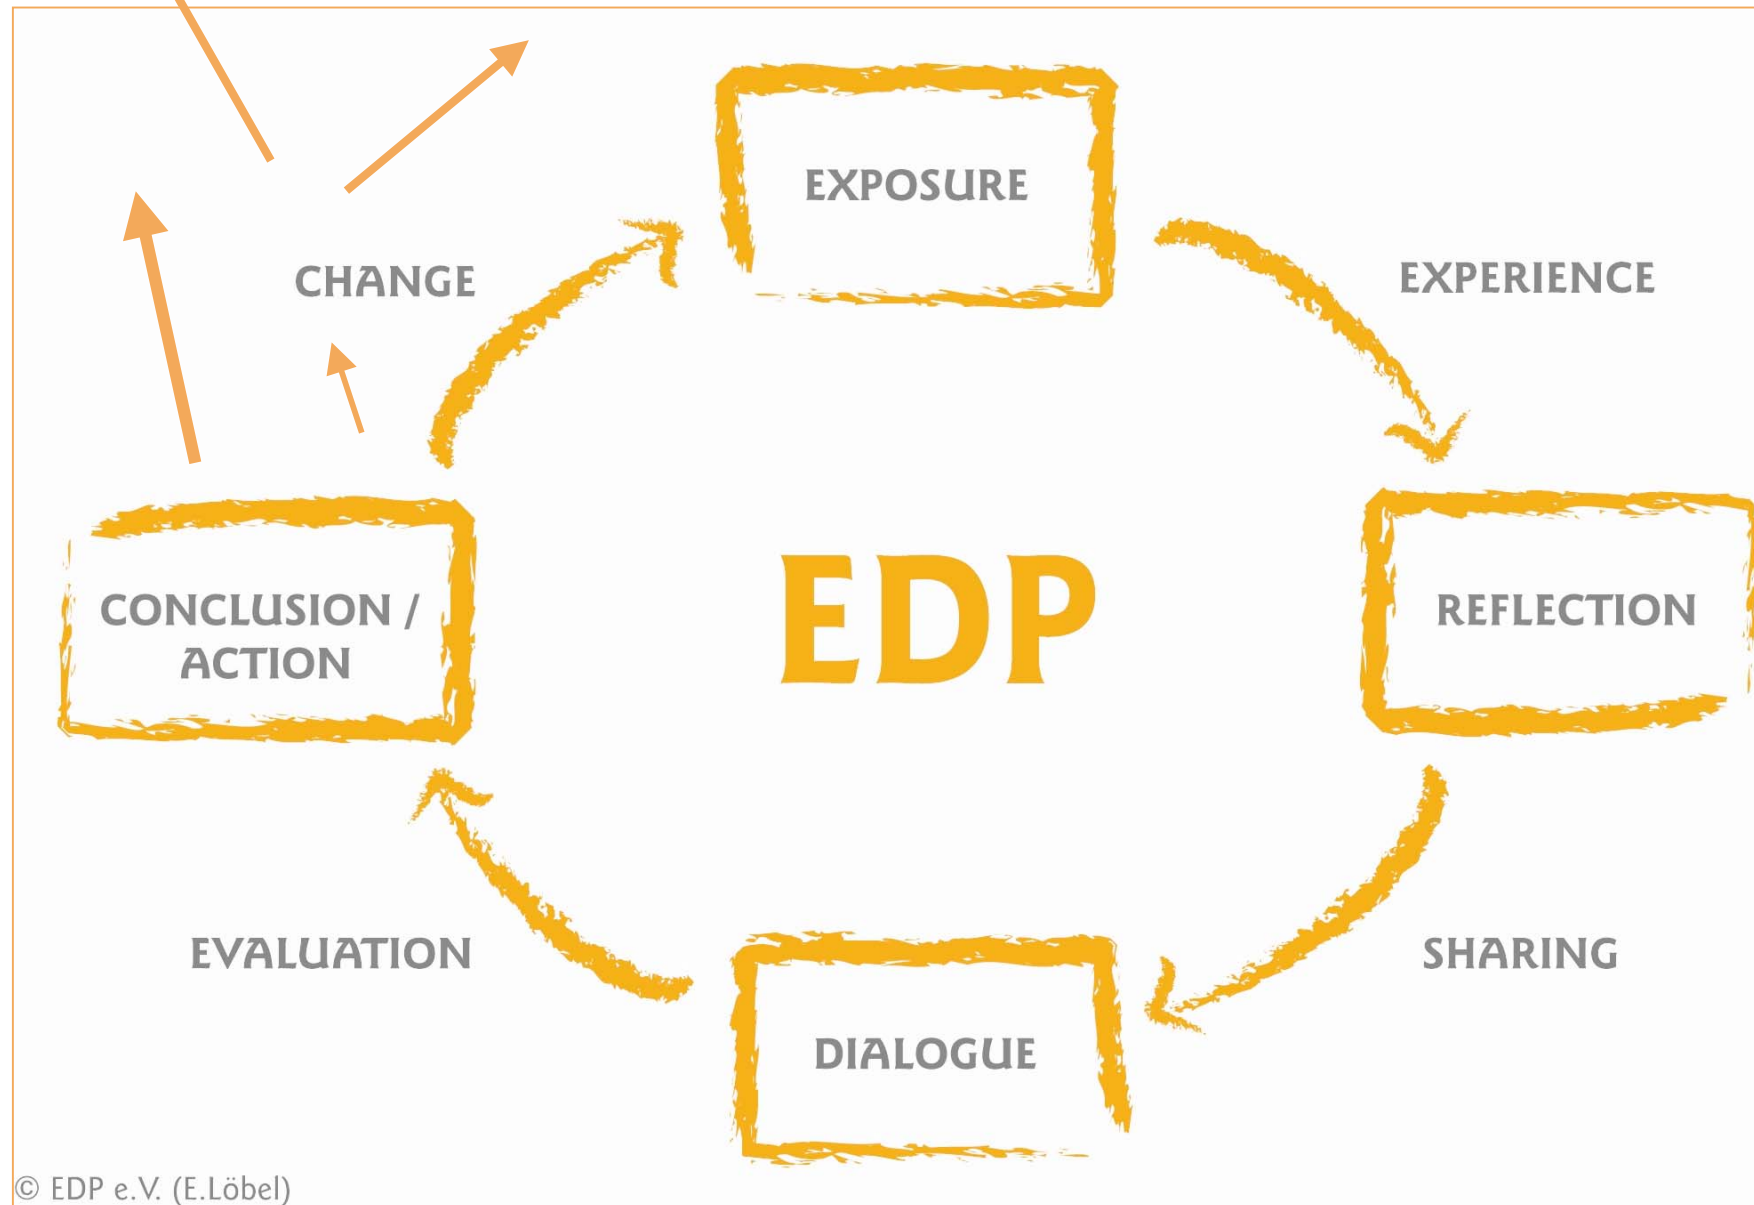 EXPOSURE
CHANGE
EXPERIENCE
CONCLUSION /
ACTION
EDP
REFLECTION
EVALUATION
SHARING
DIALOGUE
© EDP e.V. (E.Löbel)